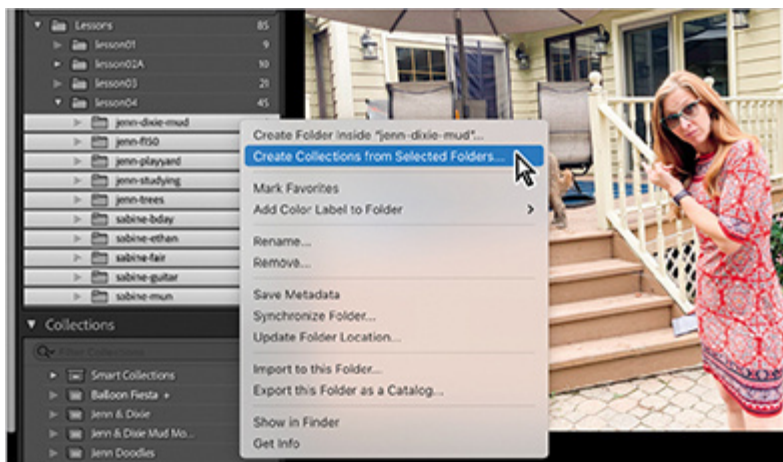 Lessons 85
lesson01 9
lesson02A 10
lesson03 21
lesson04 45
jenn-dixie-mud
jenn-f150
jenn-playyard
jenn-studying
jenn-trees
sabine-bday
sabine-ethan
sabine-fair
sabine-guitar
sabine-mun
Collections
Filter Collections
Smart Collections
Balloon Fiesta +
Jenn & Dixie
Jenn & Dixie Mud Mo...
Jenn Doodles
Create Folder Inside "jenn-dixie-mud"...
Create Collections from Selected Folders...
Mark Favorites
Add Color Label to Folder
Rename...
Remove...
Save Metadata
Synchronize Folder...
Update Folder Location...
Import to this Folder...
Export this Folder as a Catalog...
Show in Finder
Get Info